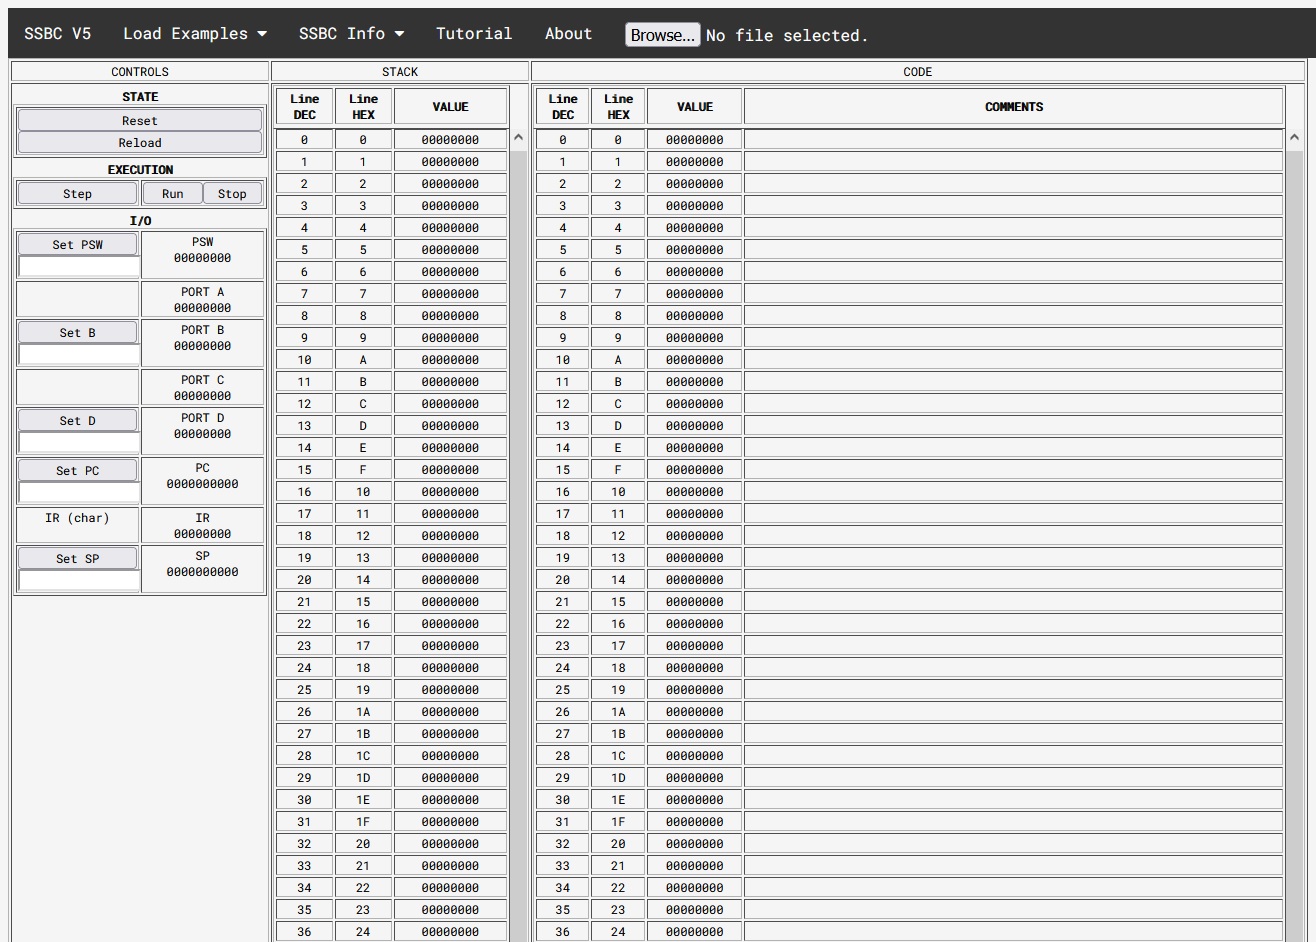 SSBC V5 Load Examples SSBC Info Tutorial About Browse... No file selected.
CONTROLS STACK CODE
STATE
Reset
Reload
EXECUTION
Step Run Stop
I/O
Set PSW PSW
00000000
PORT A
00000000
Set B PORT B
00000000
PORT C
00000000
Set D PORT D
00000000
Set PC PC
0000000000
IR (char) IR
00000000
Set SP SP
0000000000
Line DEC Line HEX VALUE
0 0 00000000
1 1 00000000
2 2 00000000
3 3 00000000
4 4 00000000
5 5 00000000
6 6 00000000
7 7 00000000
8 8 00000000
9 9 00000000
10 A 00000000
11 B 00000000
12 C 00000000
13 D 00000000
14 E 00000000
15 F 00000000
16 10 00000000
17 11 00000000
18 12 00000000
19 13 00000000
20 14 00000000
21 15 00000000
22 16 00000000
23 17 00000000
24 18 00000000
25 19 00000000
26 1A 00000000
27 1B 00000000
28 1C 00000000
29 1D 00000000
30 1E 00000000
31 1F 00000000
32 20 00000000
33 21 00000000
34 22 00000000
35 23 00000000
36 24 00000000
Line DEC Line HEX VALUE COMMENTS
0 0 00000000
1 1 00000000
2 2 00000000
3 3 00000000
4 4 00000000
5 5 00000000
6 6 00000000
7 7 00000000
8 8 00000000
9 9 00000000
10 A 00000000
11 B 00000000
12 C 00000000
13 D 00000000
14 E 00000000
15 F 00000000
16 10 00000000
17 11 00000000
18 12 00000000
19 13 00000000
20 14 00000000
21 15 00000000
22 16 00000000
23 17 00000000
24 18 00000000
25 19 00000000
26 1A 00000000
27 1B 00000000
28 1C 00000000
29 1D 00000000
30 1E 00000000
31 1F 00000000
32 20 00000000
33 21 00000000
34 22 00000000
35 23 00000000
36 24 00000000